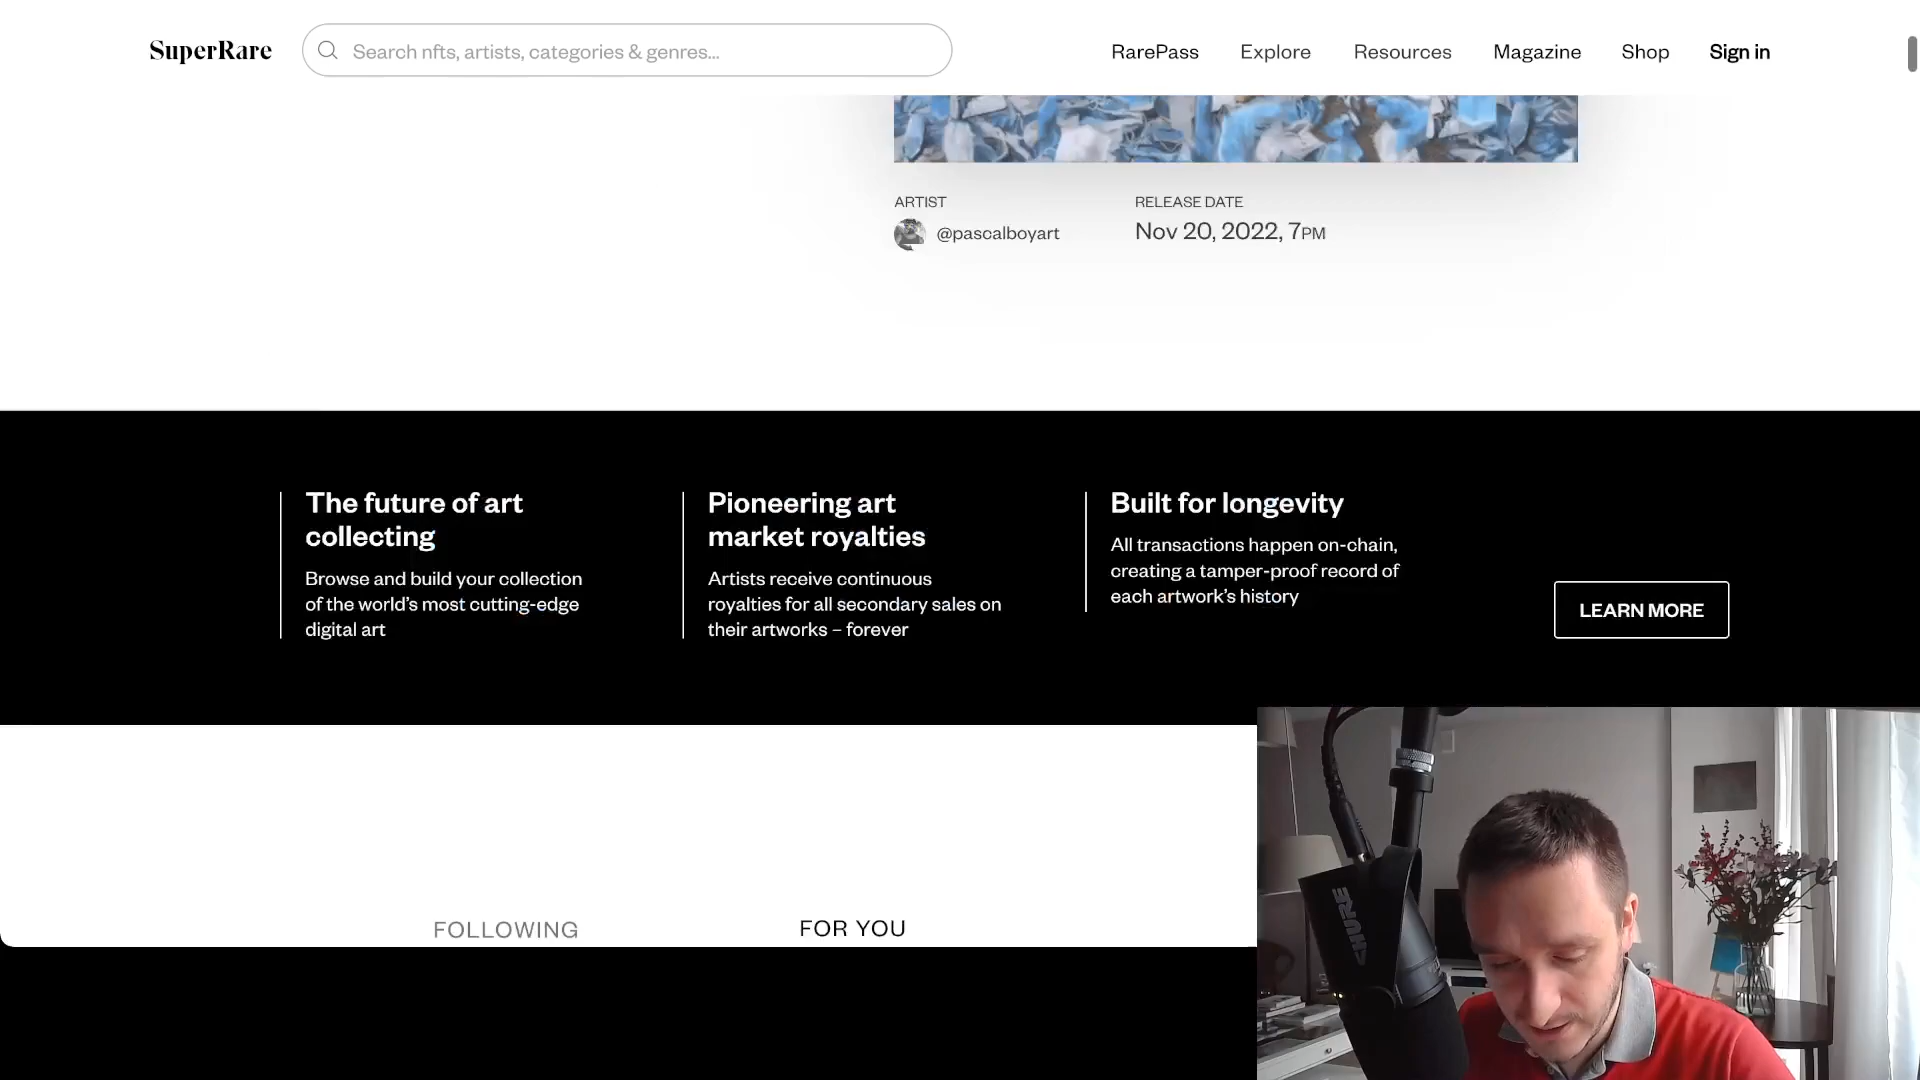 SuperRare
Search nfts, artists, categories & genres...
RarePass
Explore
Resources
Magazine
Shop
Sign in
ARTIST
@pascalboyart
RELEASE DATE
Nov 20, 2022, 7PM
The future of art
collecting
Browse and build your collection
of the world's most cutting-edge
digital art
Pioneering art
market royalties
Artists receive continuous
royalties for all secondary sales on
their artworks – forever
Built for longevity
All transactions happen on-chain,
creating a tamper-proof record of
each artwork's history
LEARN MORE
FOLLOWING
FOR YOU
SHURE